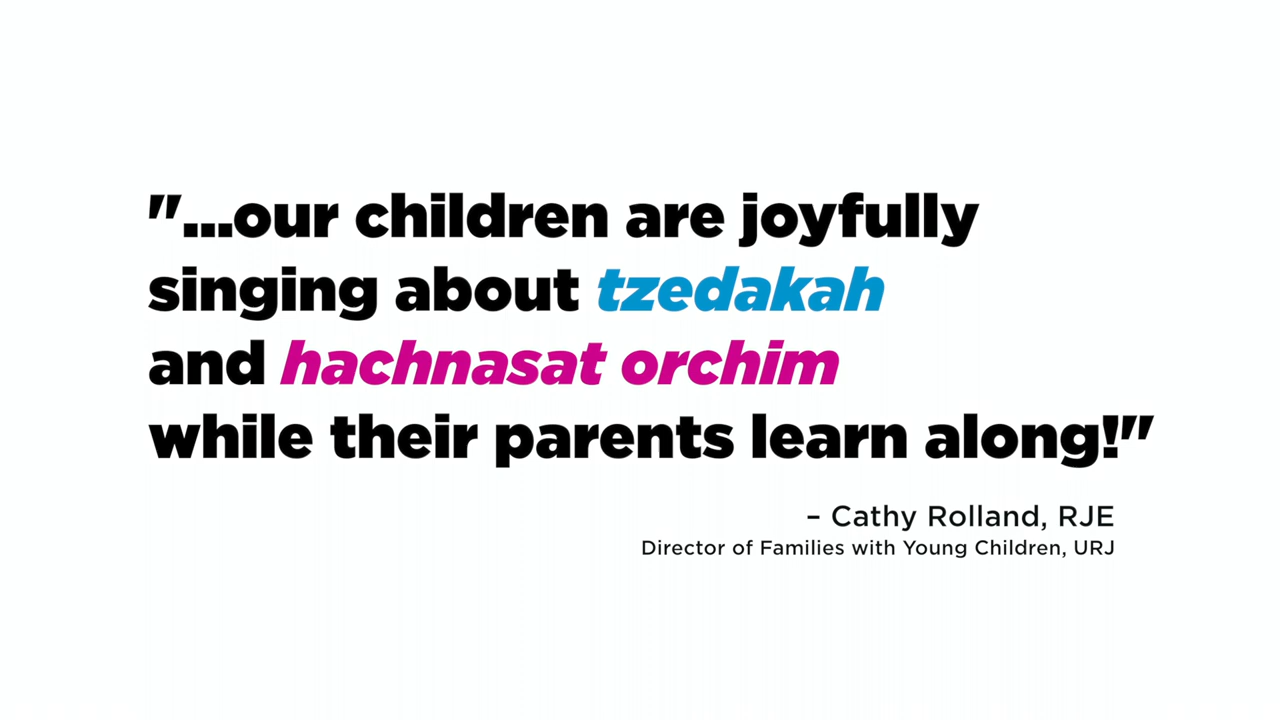 "...our children are joyfully
singing about tzedakah
and hachnasat orchim
while their parents learn along!"
– Cathy Rolland, RJE
Director of Families with Young Children, URJ